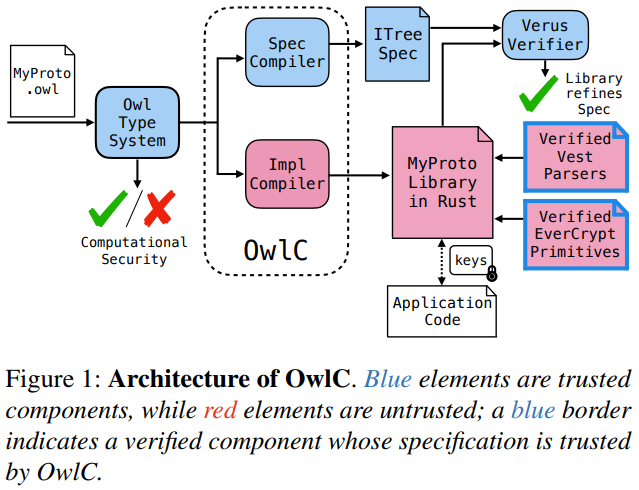 MyProto
.owl
Owl
Type
System
Computational
Security
Spec
Compiler
Impl
Compiler
OwlC
ITree
Spec
Verus
Verifier
Library
refines
Spec
MyProto
Library
in Rust
Verified
Vest
Parsers
Verified
EverCrypt
Primitives
keys
Application
Code
Figure 1: Architecture of OwlC. Blue elements are trusted
components, while red elements are untrusted; a blue border
indicates a verified component whose specification is trusted
by OwlC.